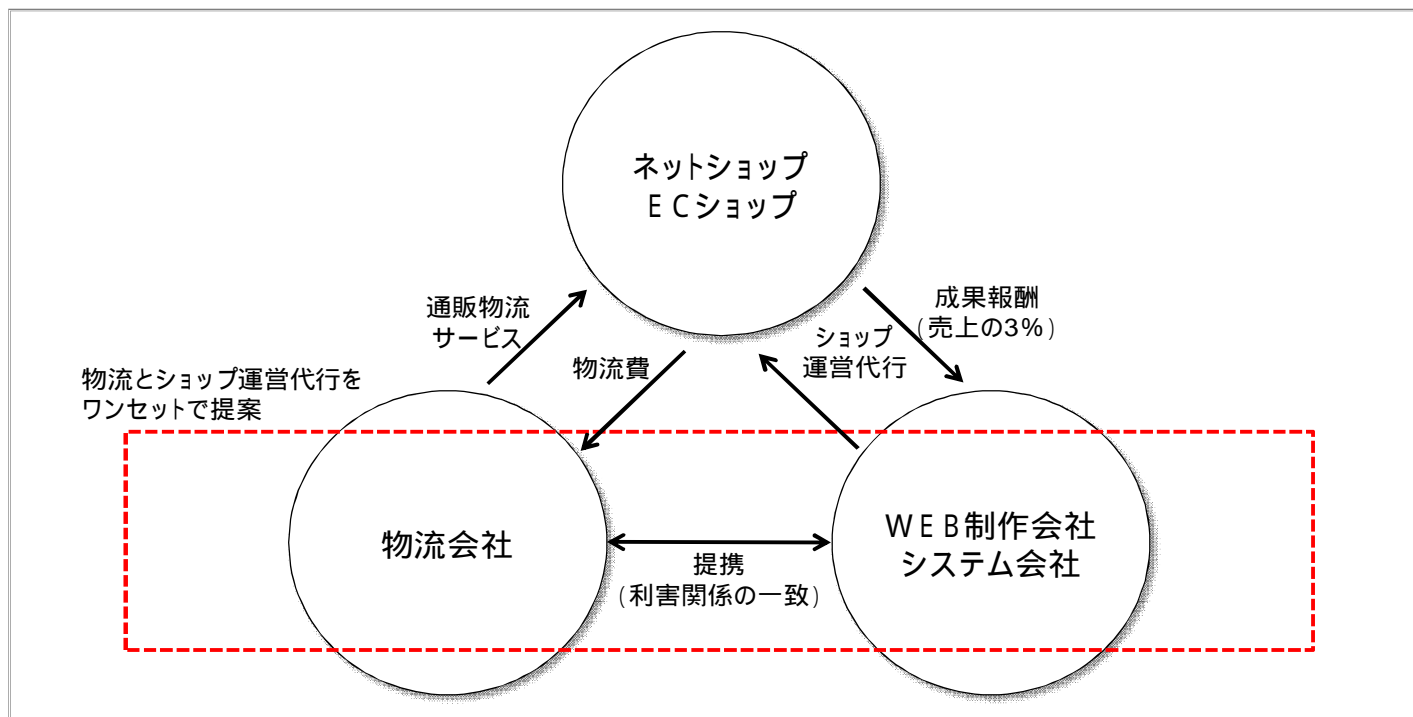 ネットショップ
ECショップ
通販物流
サービス
成果報酬
(売上の3%)
ショップ
運営代行
物流費
物流とショップ運営代行を
ワンセットで提案
物流会社
WEB制作会社
システム会社
提携
(利害関係の一致)